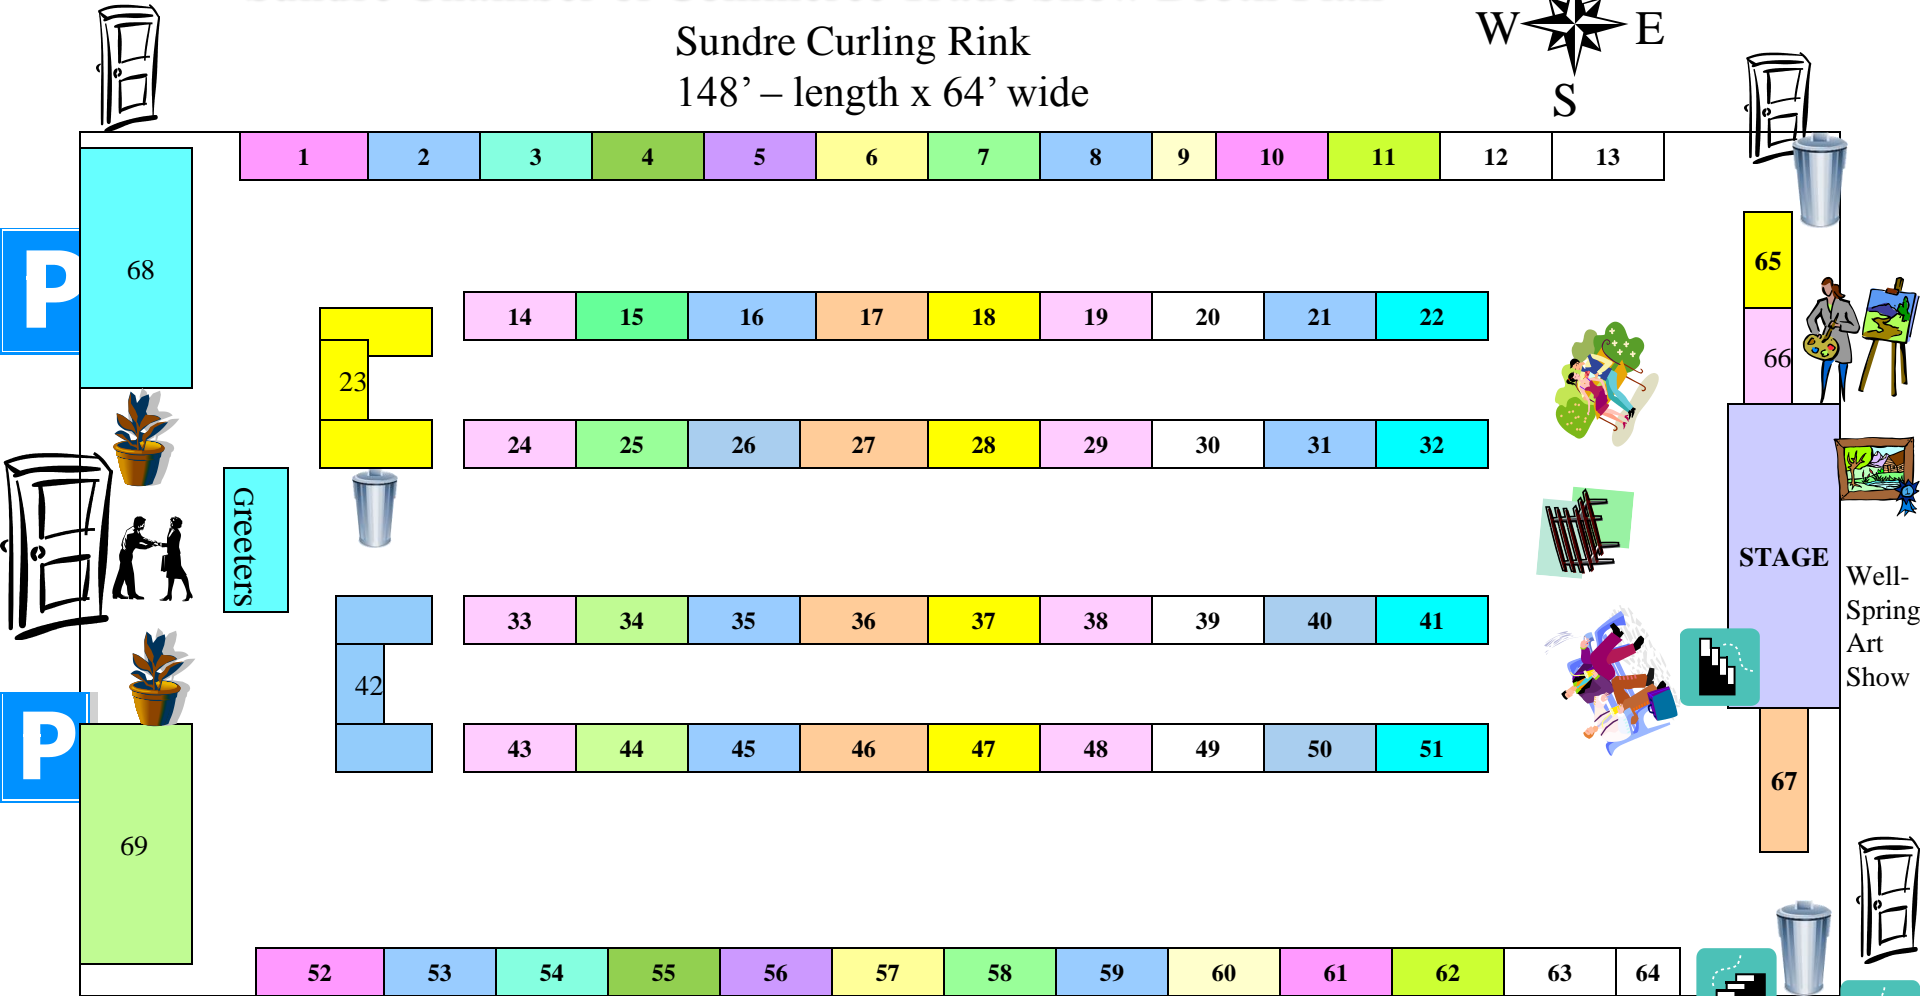 Sundre Curling Rink
148’ – length x 64’ wide
W E
S
1 2 3 4 5 6 7 8 9 10 11 12 13
P
68
65
14 15 16 17 18 19 20 21 22
66
23
24 25 26 27 28 29 30 31 32
Greeters
STAGE
Well-
Spring
Art
Show
33 34 35 36 37 38 39 40 41
42
P
43 44 45 46 47 48 49 50 51
67
69
52 53 54 55 56 57 58 59 60 61 62 63 64